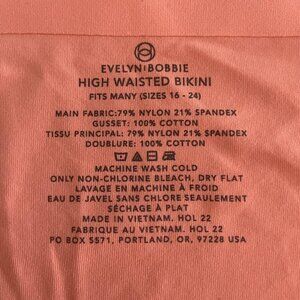 EVELYN BOBBIE
HIGH WAISTED BIKINI
FITS MANY (SIZES 16 - 24)
MAIN FABRIC:79% NYLON 21% SPANDEX
GUSSET: 100% COTTON
TISSU PRINCIPAL: 79% NYLON 21% SPANDEX
DOUBLURE: 100% COTTON
MACHINE WASH COLD
ONLY NON-CHLORINE BLEACH, DRY FLAT
LAVAGE EN MACHINE À FROID
EAU DE JAVEL SANS CHLORE SEAULEMENT
SÉCHAGE À PLAT
MADE IN VIETNAM. HOL 22
FABRIQUE AU VIETNAM. HOL 22
PO BOX 5571, PORTLAND, OR, 97228 USA